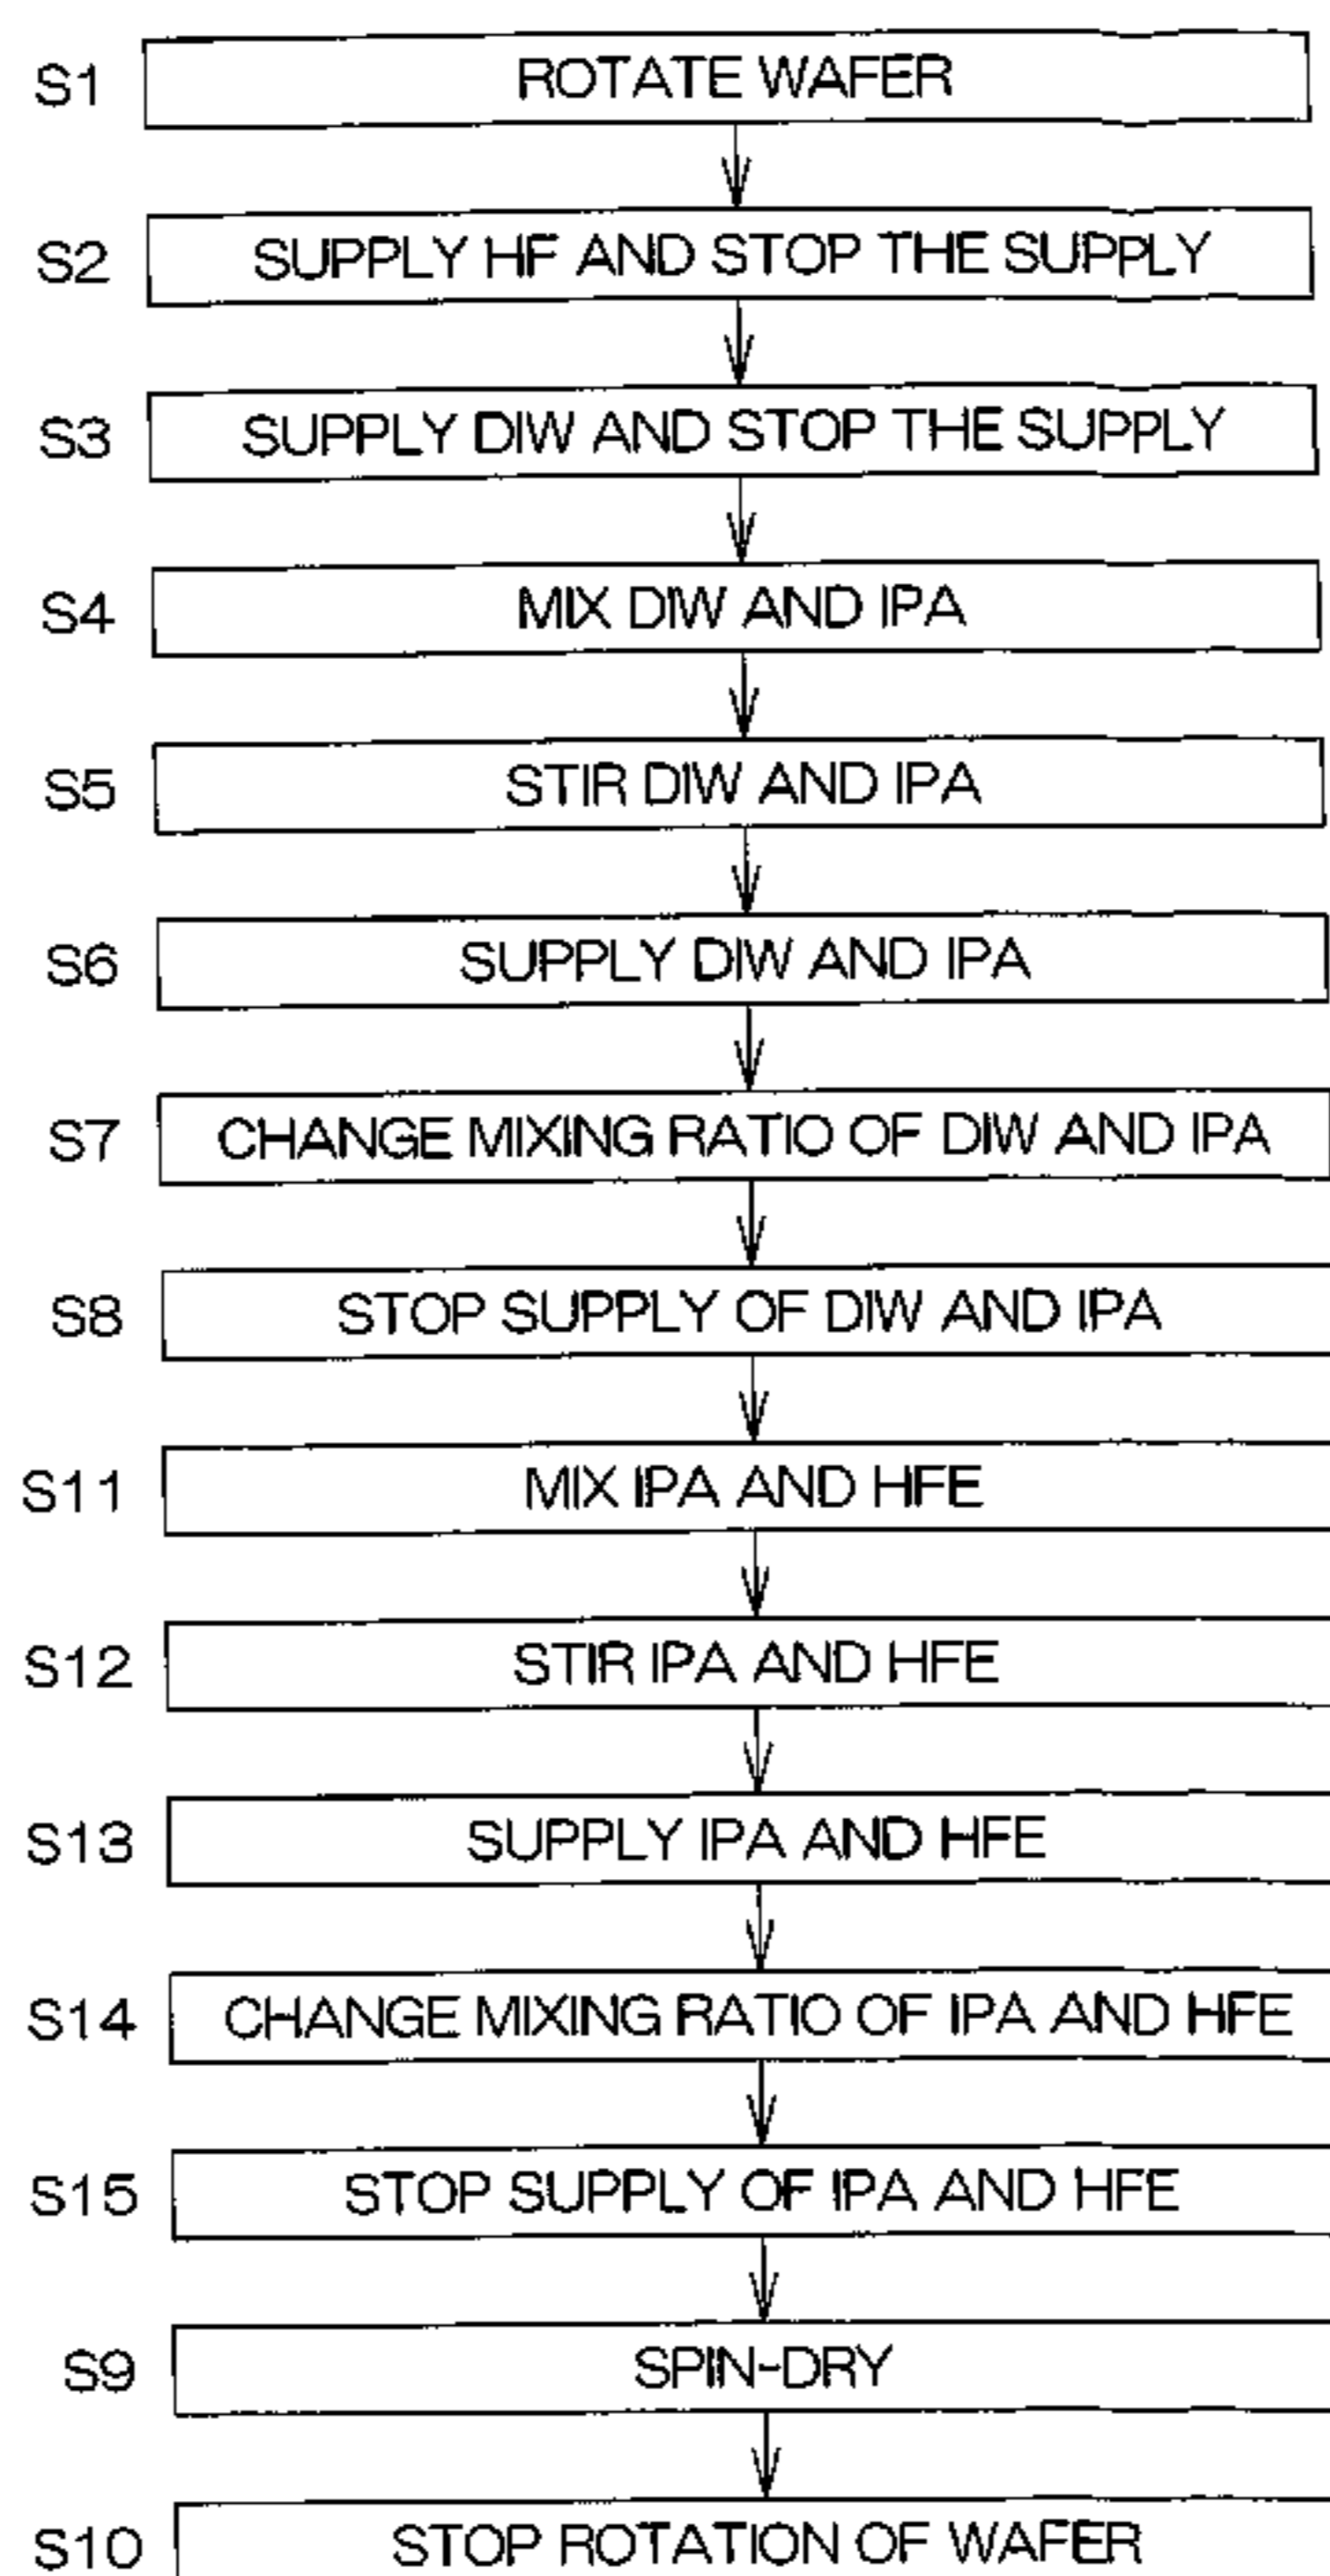 S1 ROTATE WAFER
S2 SUPPLY HF AND STOP THE SUPPLY
S3 SUPPLY DIW AND STOP THE SUPPLY
S4 MIX DIW AND IPA
S5 STIR DIW AND IPA
S6 SUPPLY DIW AND IPA
S7 CHANGE MIXING RATIO OF DIW AND IPA
S8 STOP SUPPLY OF DIW AND IPA
S11 MIX IPA AND HFE
S12 STIR IPA AND HFE
S13 SUPPLY IPA AND HFE
S14 CHANGE MIXING RATIO OF IPA AND HFE
S15 STOP SUPPLY OF IPA AND HFE
S9 SPIN-DRY
S10 STOP ROTATION OF WAFER